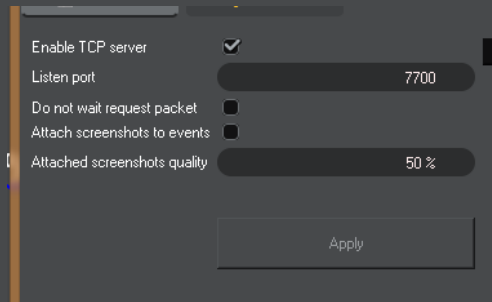 Enable TCP server
Listen port 7700
Do not wait request packet
Attach screenshots to events
Attached screenshots quality 50 %
Apply